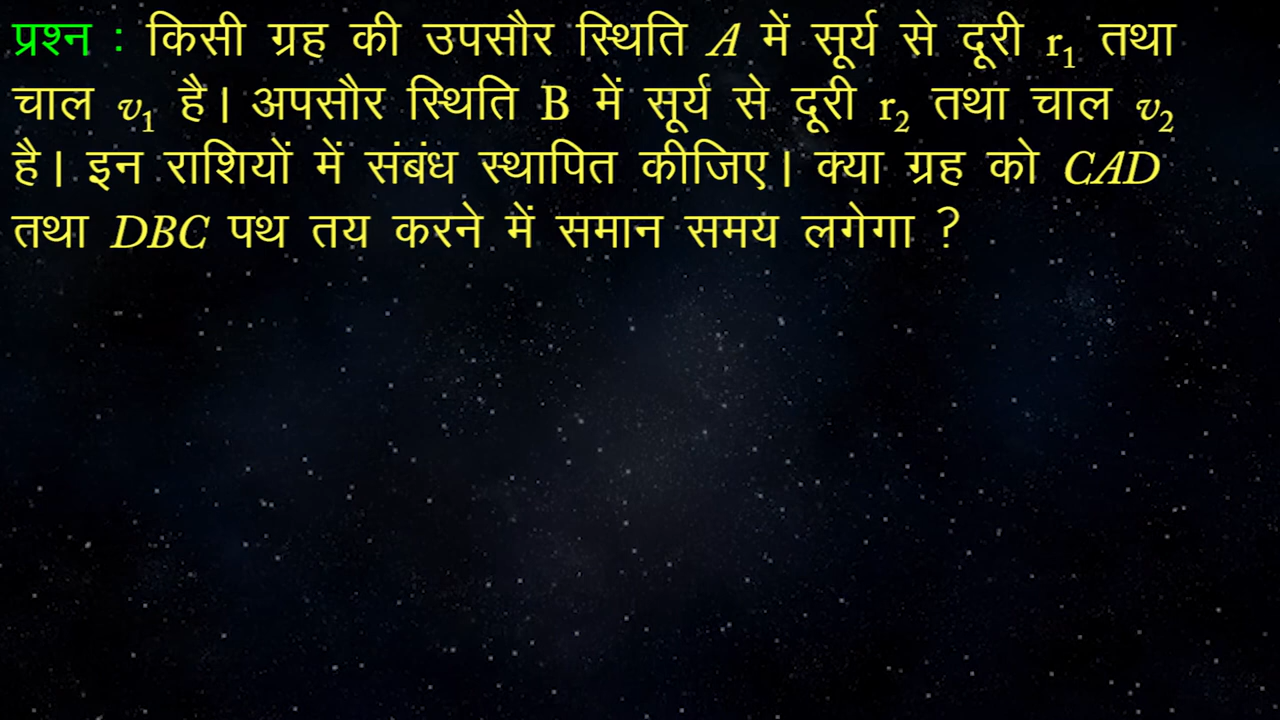 प्रश्न : किसी ग्रह की उपसौर स्थिति A में सूर्य से दूरी r₁ तथा
चाल v₁ है। अपसौर स्थिति B में सूर्य से दूरी r₂ तथा चाल v₂
है। इन राशियों में संबंध स्थापित कीजिए। क्या ग्रह को CAD
तथा DBC पथ तय करने में समान समय लगेगा ?